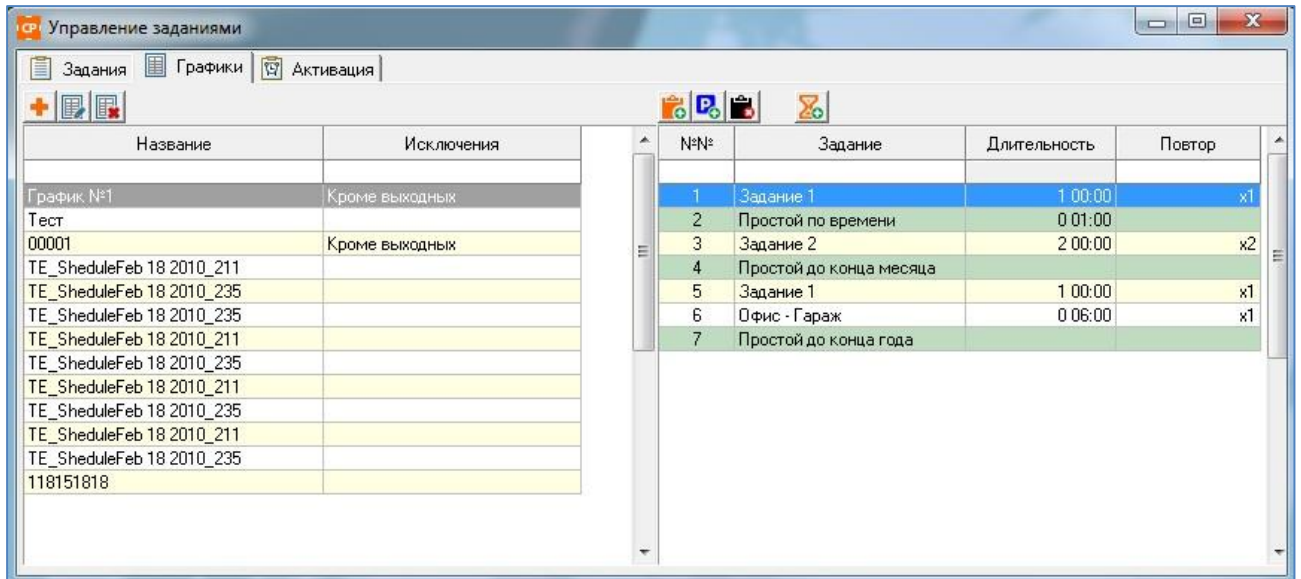 CP Управление заданиями
Задания Графики Активация
Название Исключения №№ Задание Длительность Повтор
График №1 Кроме выходных 1 Задание 1 1 00:00 x1
Тест 2 Простой по времени 0 01:00
00001 Кроме выходных 3 Задание 2 2 00:00 x2
TE_SheduleFeb 18 2010_211 4 Простой до конца месяца
TE_SheduleFeb 18 2010_235 5 Задание 1 1 00:00 x1
TE_SheduleFeb 18 2010_235 6 Офис - Гараж 0 06:00 x1
TE_SheduleFeb 18 2010_211 7 Простой до конца года
TE_SheduleFeb 18 2010_235
TE_SheduleFeb 18 2010_211
TE_SheduleFeb 18 2010_235
TE_SheduleFeb 18 2010_211
TE_SheduleFeb 18 2010_235
118151818